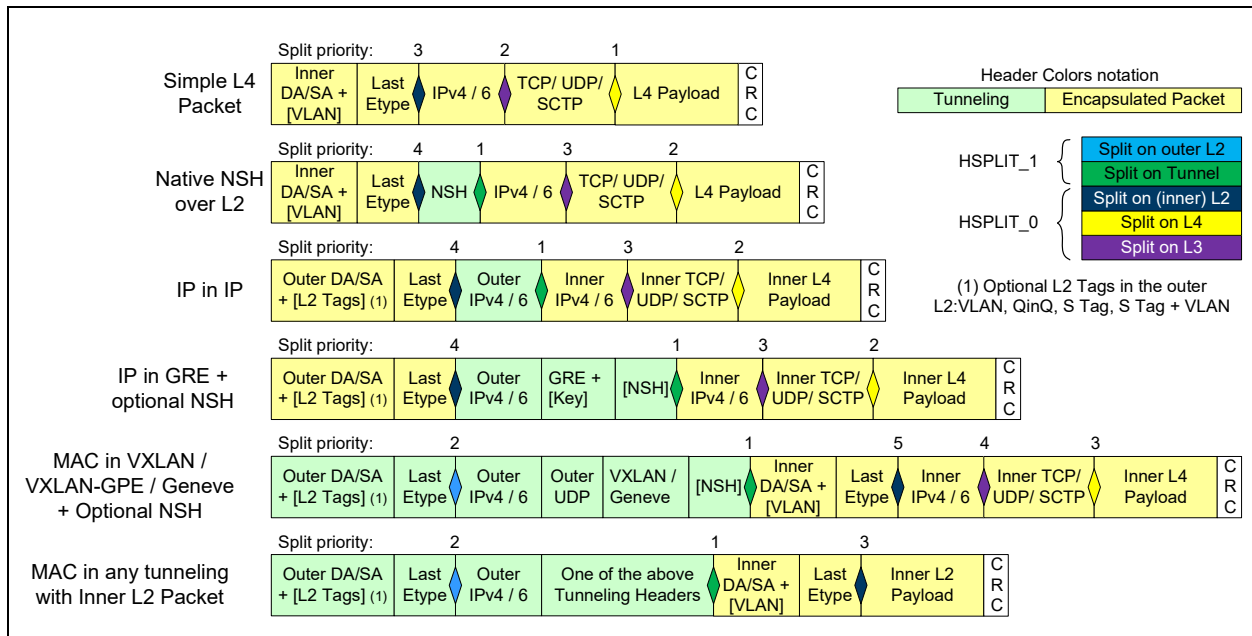 Split priority: 3 2 1
Simple L4
Packet
Inner
DA/SA +
[VLAN]
Last
Etype
IPv4 / 6
TCP/ UDP/
SCTP
L4 Payload
C
R
C
Header Colors notation
Tunneling
Encapsulated Packet
HSPLIT_1
Split on outer L2
Split on Tunnel
HSPLIT_0
Split on (inner) L2
Split on L4
Split on L3
(1) Optional L2 Tags in the outer
L2:VLAN, QinQ, S Tag, S Tag + VLAN
Split priority: 4 1 3 2
Native NSH
over L2
Inner
DA/SA +
[VLAN]
Last
Etype
NSH
IPv4 / 6
TCP/ UDP/
SCTP
L4 Payload
C
R
C
Split priority: 4 1 3 2
IP in IP
Outer DA/SA
+ [L2 Tags] (1)
Last
Etype
Outer
IPv4 / 6
Inner
IPv4 / 6
Inner TCP/
UDP/ SCTP
Inner L4
Payload
C
R
C
Split priority: 4 1 3 2
IP in GRE +
optional NSH
Outer DA/SA
+ [L2 Tags] (1)
Last
Etype
Outer
IPv4 / 6
GRE +
[Key]
[NSH]
Inner
IPv4 / 6
Inner TCP/
UDP/ SCTP
Inner L4
Payload
C
R
C
Split priority: 2 1 5 4 3
MAC in VXLAN /
VXLAN-GPE / Geneve
+ Optional NSH
Outer DA/SA
+ [L2 Tags] (1)
Last
Etype
Outer
IPv4 / 6
Outer
UDP
VXLAN /
Geneve
[NSH]
Inner
DA/SA +
[VLAN]
Last
Etype
Inner
IPv4 / 6
Inner TCP/
UDP/ SCTP
Inner L4
Payload
C
R
C
Split priority: 2 1 3
MAC in any tunneling
with Inner L2 Packet
Outer DA/SA
+ [L2 Tags] (1)
Last
Etype
Outer
IPv4 / 6
One of the above
Tunneling Headers
Inner
DA/SA +
[VLAN]
Last
Etype
Inner L2
Payload
C
R
C